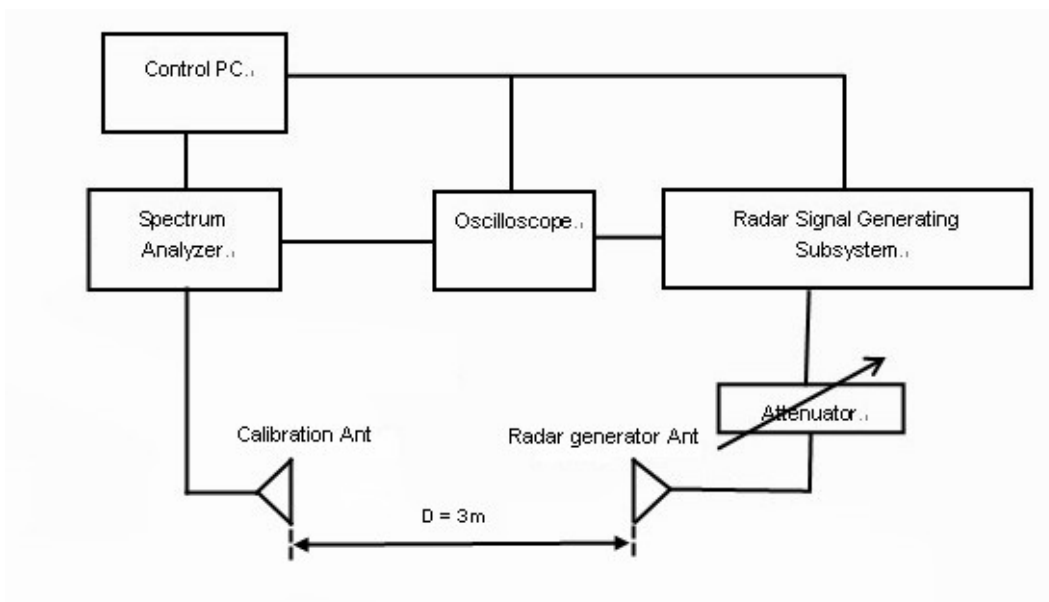 Control PC
Spectrum
Analyzer
Oscilloscope
Radar Signal Generating
Subsystem
Attenuator
Calibration Ant
Radar generator Ant
D = 3m